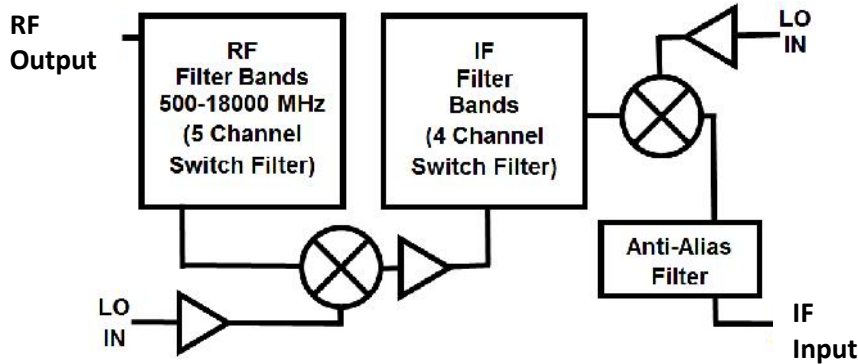 RF
Output
RF
Filter Bands
500-18000 MHz
(5 Channel
Switch Filter)
IF
Filter
Bands
(4 Channel
Switch Filter)
LO
IN
Anti-Alias
Filter
LO
IN
IF
Input